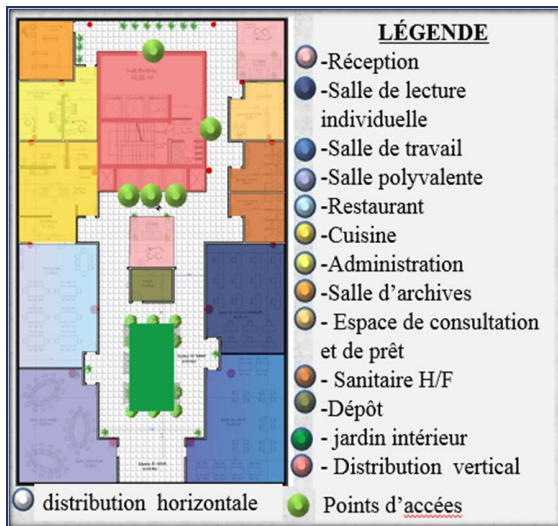 LÉGENDE
-Réception
-Salle de lecture
individuelle
-Salle de travail
-Salle polyvalente
-Restaurant
-Cuisine
-Administration
-Salle d’archives
- Espace de consultation
et de prêt
- Sanitaire H/F
-Dépôt
- jardin intérieur
- Distribution vertical
distribution horizontale
Points d’accées